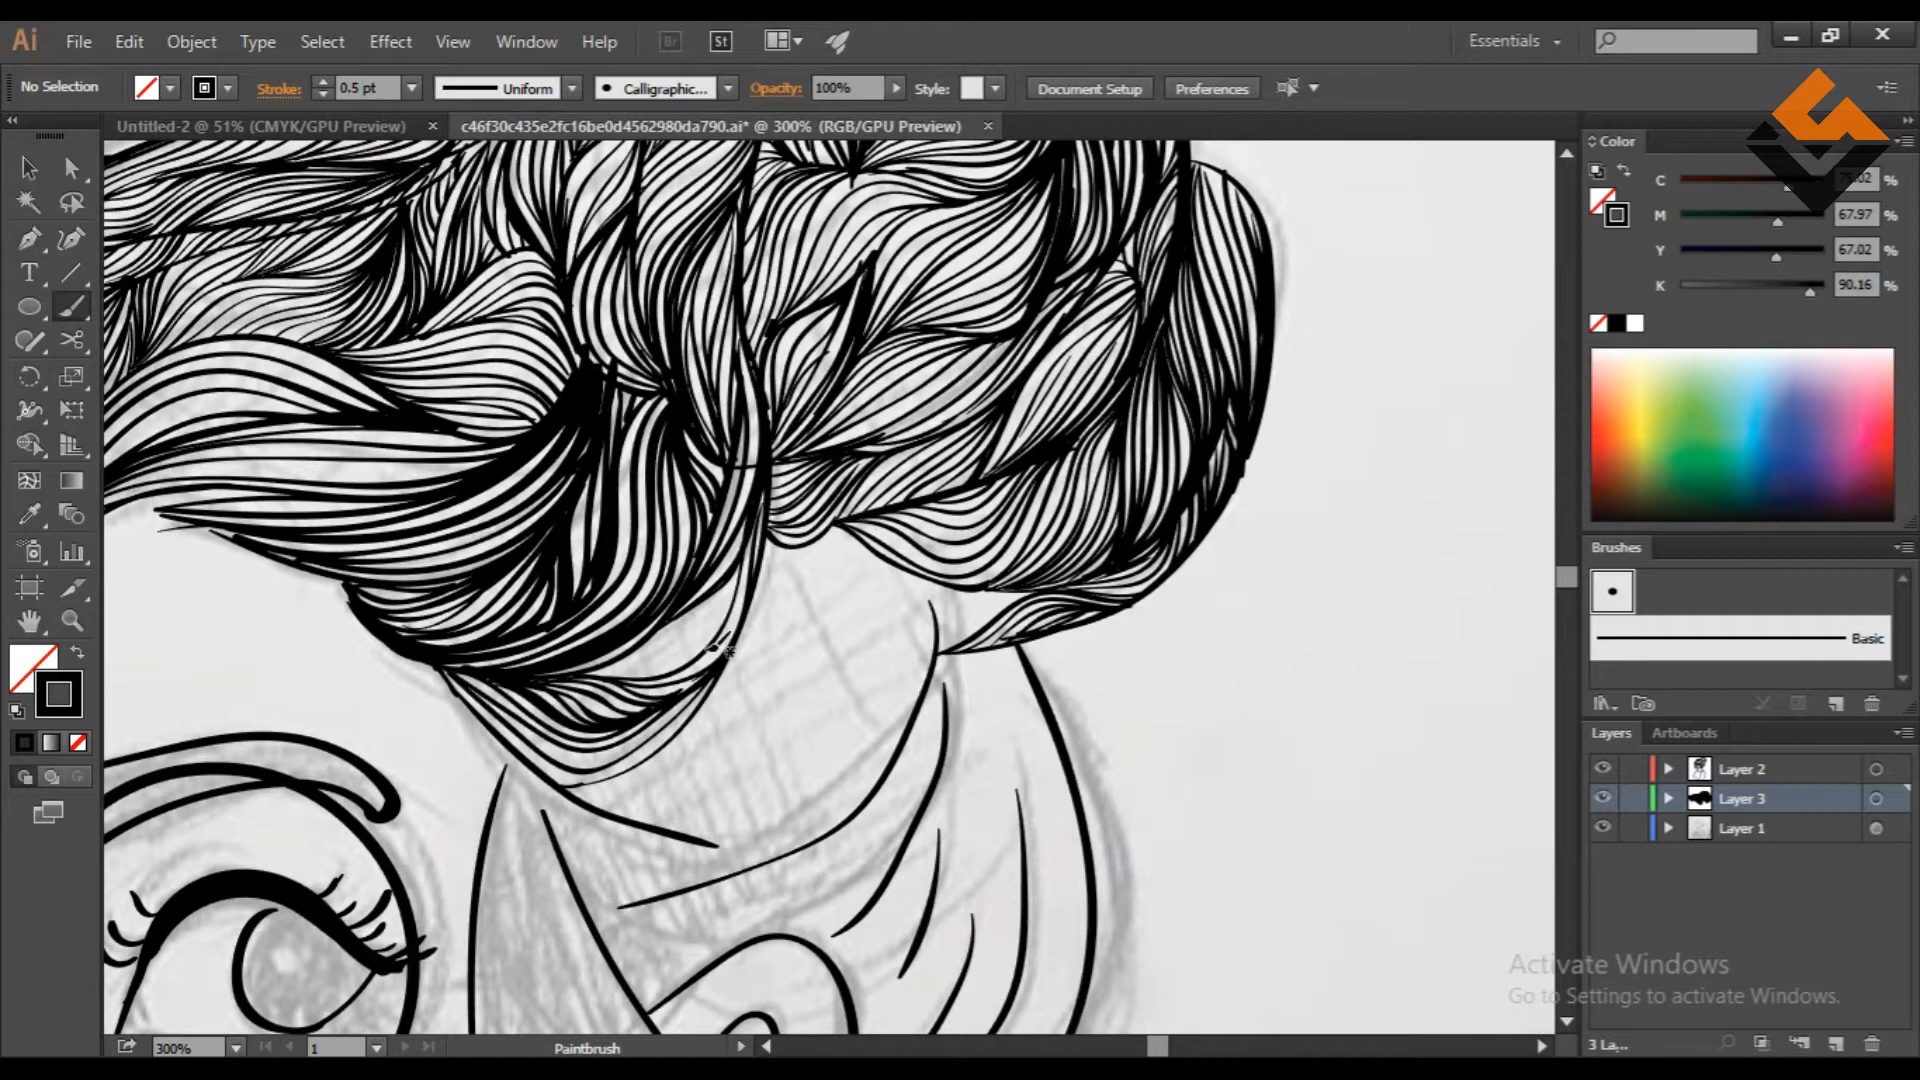 Ai File Edit Object Type Select Effect View Window Help Br St Essentials
No Selection Stroke: 0.5 pt Uniform Calligraphic... Opacity: 100% Style: Document Setup Preferences
Untitled-2 @ 51% (CMYK/GPU Preview) × c46f30c435e2fc16be0d4562980da790.ai* @ 300% (RGB/GPU Preview) ×
Color
C %
M 67.97 %
Y 67.02 %
K 90.16 %
T
Brushes
Basic
Layers Artboards
Layer 2
Layer 3
Layer 1
Activate Windows
Go to Settings to activate Windows.
300% 1 Paintbrush 3 La...